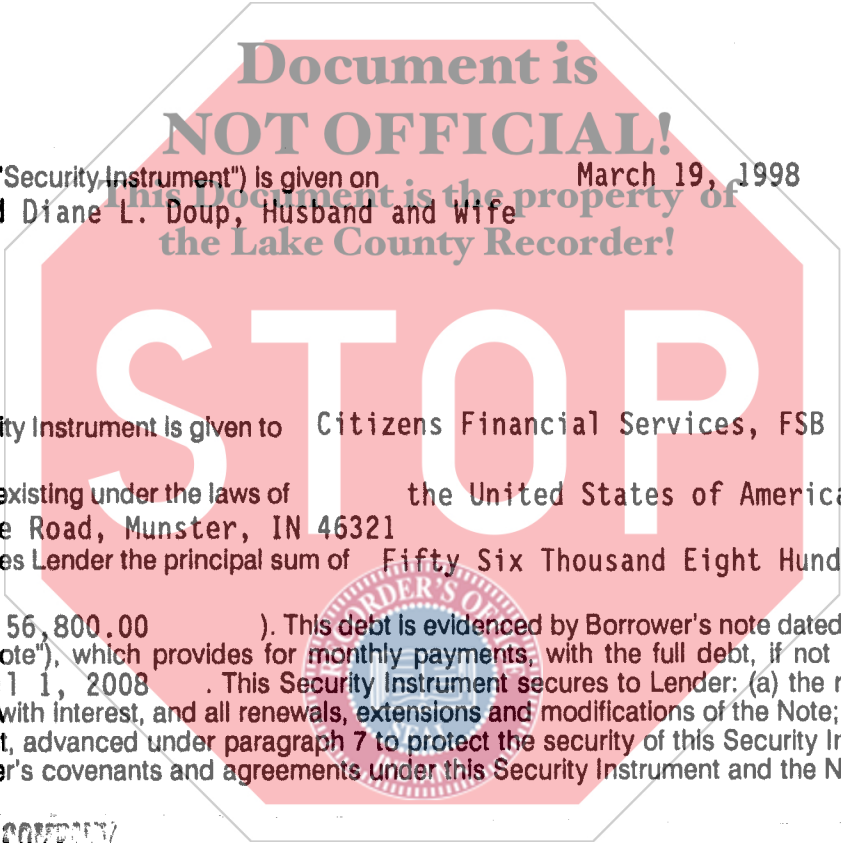 Document is
NOT OFFICIAL!
"Security Instrument") is given on March 19, 1998
This Document is the property of
Diane L. Doup, Husband and Wife
the Lake County Recorder!
STOP
ity Instrument is given to Citizens Financial Services, FSB
existing under the laws of the United States of America
e Road, Munster, IN 46321
es Lender the principal sum of Fifty Six Thousand Eight Hund
RECORDER'S OF
56,800.00 ). This debt is evidenced by Borrower's note dated
ote"), which provides for monthly payments, with the full debt, if not
l 1, 2008 . This Security Instrument secures to Lender: (a) the r
with interest, and all renewals, extensions and modifications of the Note;
SEAL
t, advanced under paragraph 7 to protect the security of this Security In
er's covenants and agreements under this Security Instrument and the N